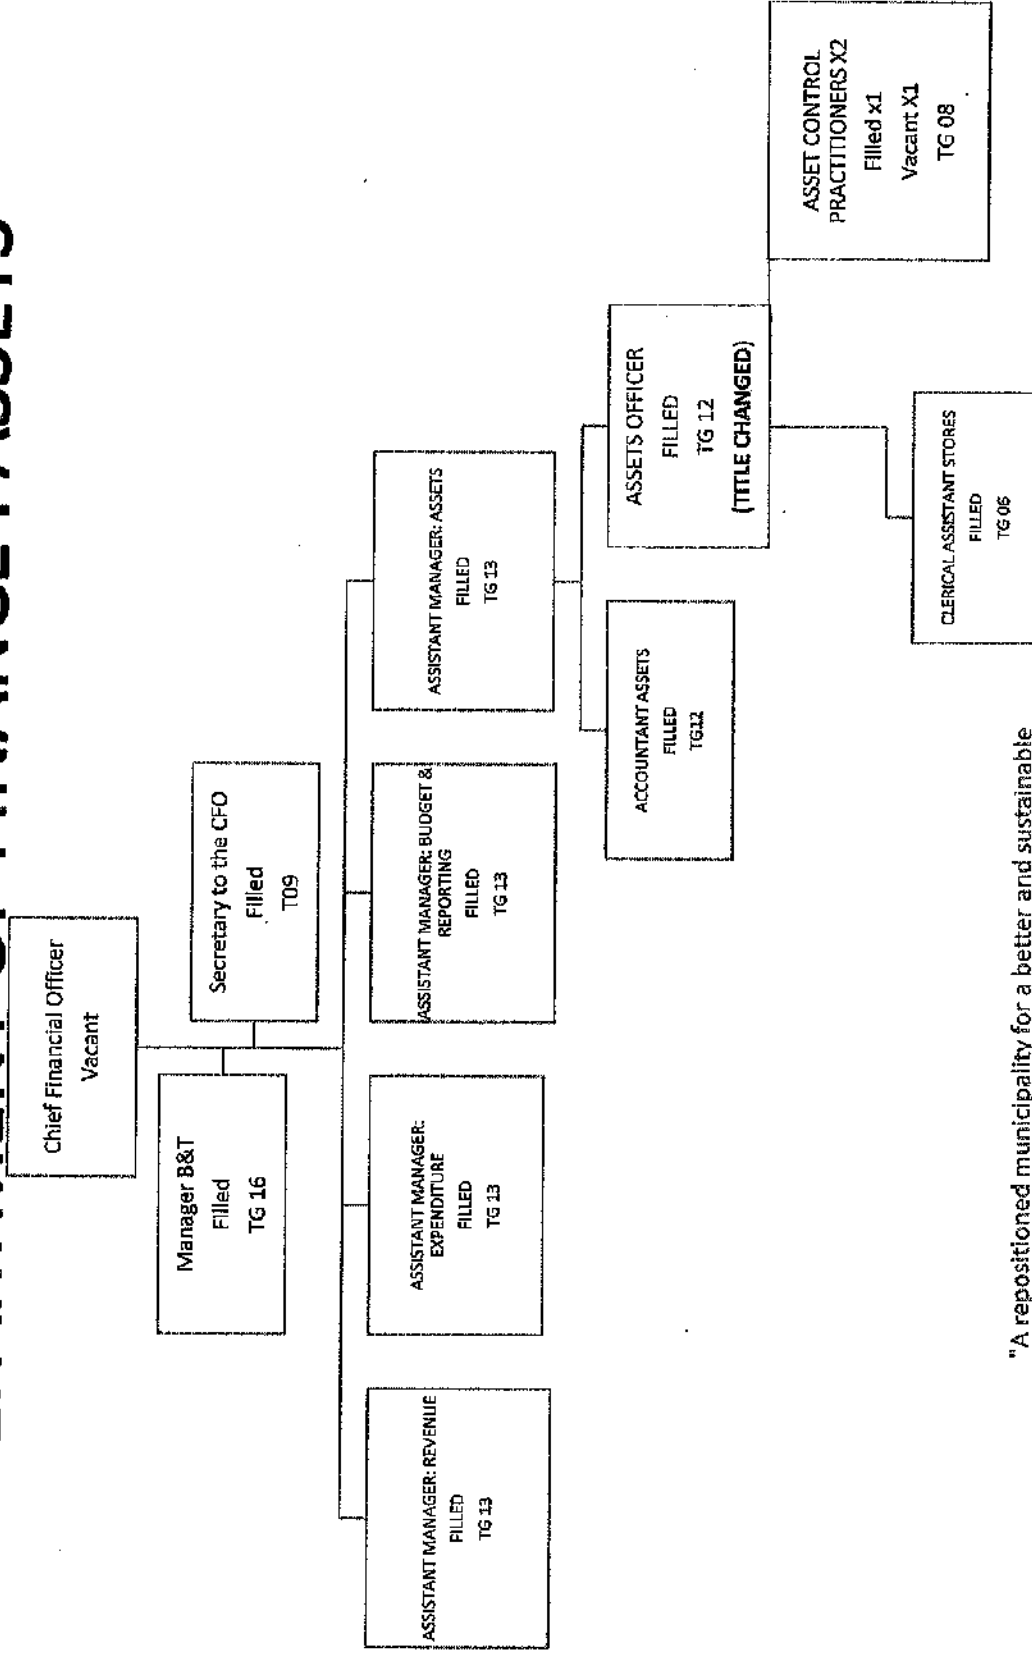 Chief Financial Officer
Vacant
Manager B&T
Filled
TG 16
Secretary to the CFO
Filled
T09
ASSISTANT MANAGER: REVENUE
FILLED
TG 13
ASSISTANT MANAGER:
EXPENDITURE
FILLED
TG 13
ASSISTANT MANAGER: BUDGET &
REPORTING
FILLED
TG 13
ASSISTANT MANAGER: ASSETS
FILLED
TG 13
ACCOUNTANT ASSETS
FILLED
TG12
ASSETS OFFICER
FILLED
TG 12
(TITLE CHANGED)
CLERICAL ASSISTANT STORES
FILLED
TG 06
ASSET CONTROL
PRACTITIONERS X2
Filled x1
Vacant X1
TG 08
"A repositioned municipality for a better and sustainable